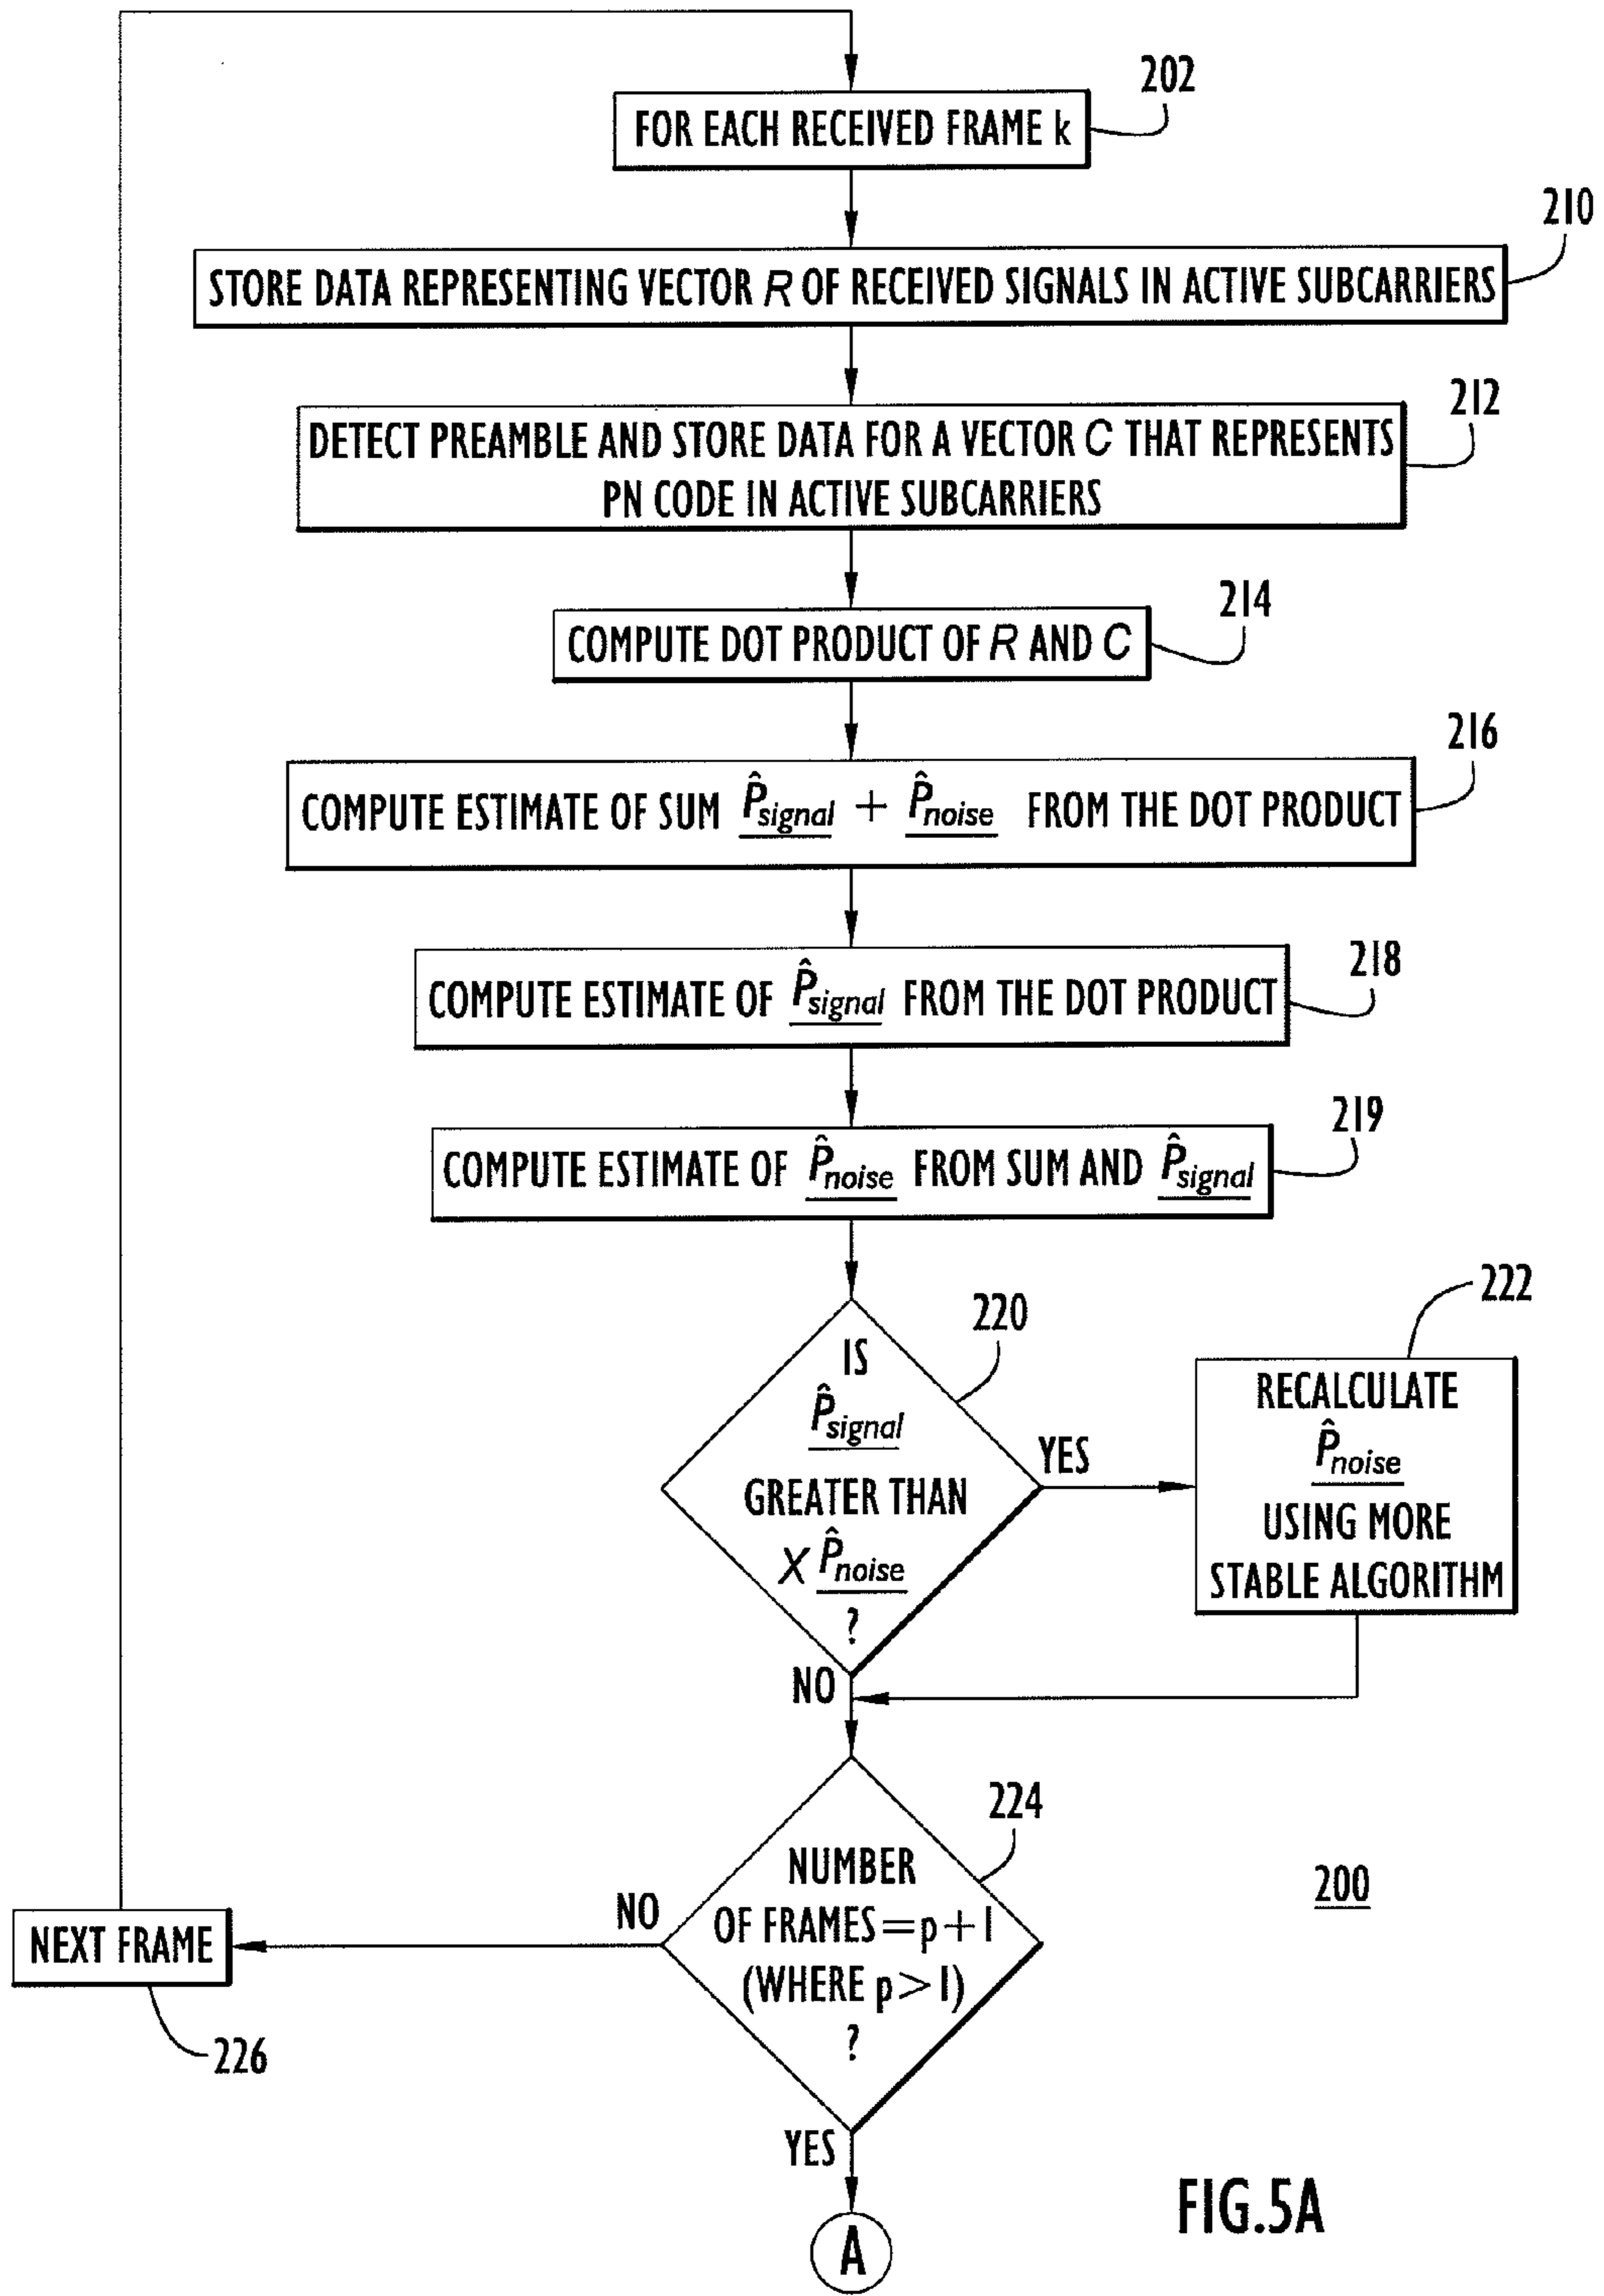 202
FOR EACH RECEIVED FRAME k
210
STORE DATA REPRESENTING VECTOR R OF RECEIVED SIGNALS IN ACTIVE SUBCARRIERS
212
DETECT PREAMBLE AND STORE DATA FOR A VECTOR C THAT REPRESENTS
PN CODE IN ACTIVE SUBCARRIERS
214
COMPUTE DOT PRODUCT OF R AND C
216
COMPUTE ESTIMATE OF SUM P̂signal + P̂noise FROM THE DOT PRODUCT
218
COMPUTE ESTIMATE OF P̂signal FROM THE DOT PRODUCT
219
COMPUTE ESTIMATE OF P̂noise FROM SUM AND P̂signal
220
IS
P̂signal
GREATER THAN
X P̂noise
?
YES
222
RECALCULATE
P̂noise
USING MORE
STABLE ALGORITHM
NO
224
NUMBER
OF FRAMES=p+1
(WHERE p>1)
?
NO
NEXT FRAME
226
YES
A
200
FIG.5A